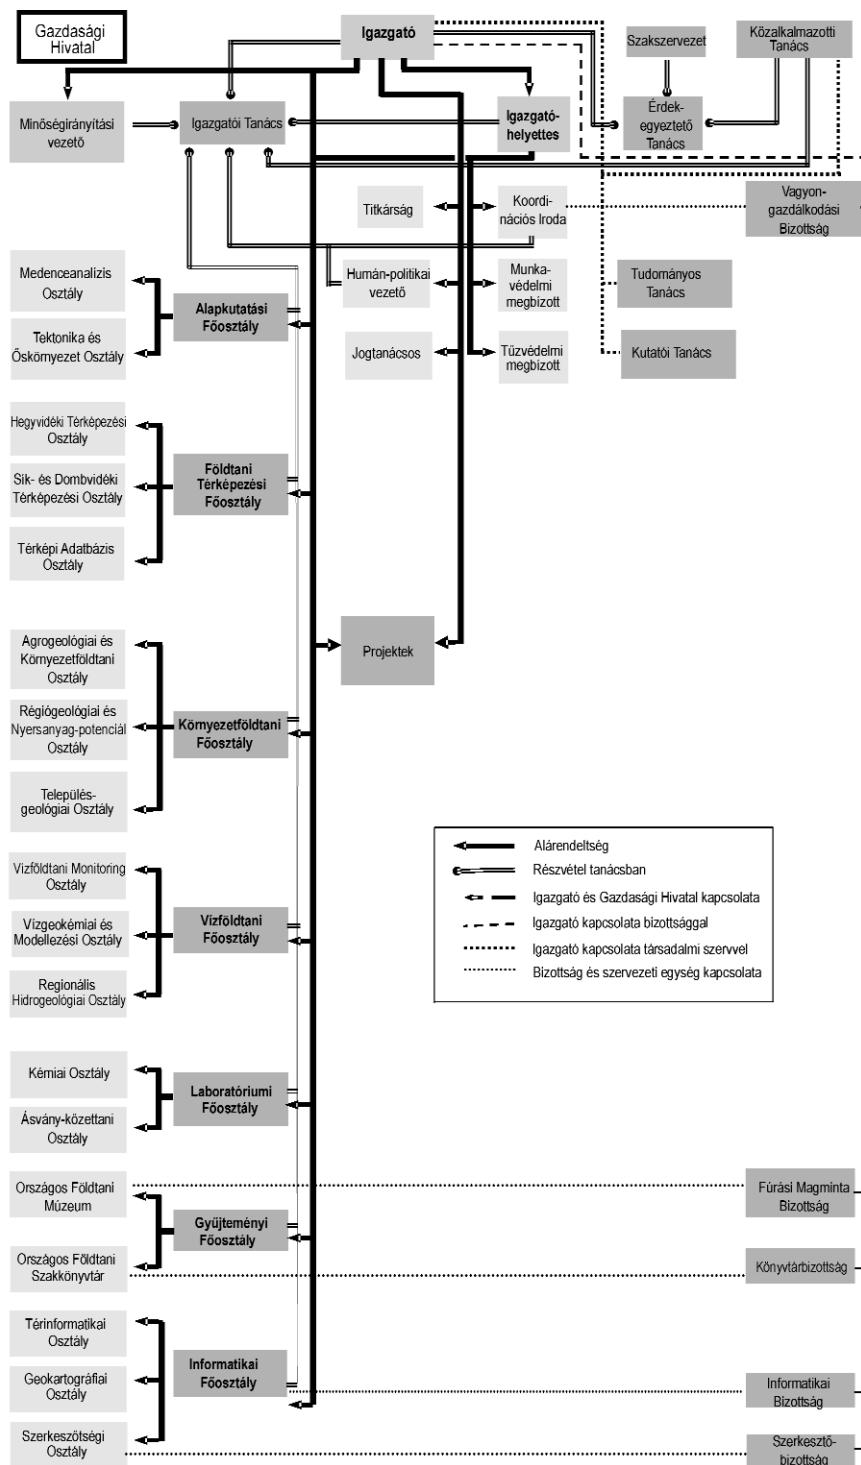 Gazdasági
Hivatal
Igazgató
Szakszervezet
Közalkalmazotti
Tanács
Minőségirányítási
vezető
Igazgatói Tanács
Igazgató-
helyettes
Érdek-
egyeztető
Tanács
Titkárság
Koordi-
nációs Iroda
Vagyon-
gazdálkodási
Bizottság
Medenceanalízis
Osztály
Alapkutatási
Főosztály
Humán-politikai
vezető
Munka-
védelmi
megbízott
Tudományos
Tanács
Tektonika és
Őskörnyezet Osztály
Jogtanácsos
Tűzvédelmi
megbízott
Kutatói Tanács
Hegyvidéki Térképezési
Osztály
Sík- és Dombvidéki
Térképezési Osztály
Földtani
Térképezési
Főosztály
Térképi Adatbázis
Osztály
Agrogeológiai és
Környezetföldtani
Osztály
Projektek
Régiógeológiai és
Nyersanyag-potenciál
Osztály
Környezetföldtani
Főosztály
Település-
geológiai Osztály
Alárendeltség
Részvétel tanácsban
Igazgató és Gazdasági Hivatal kapcsolata
Igazgató kapcsolata bizottsággal
Igazgató kapcsolata társadalmi szervvel
Bizottság és szervezeti egység kapcsolata
Vízföldtani Monitoring
Osztály
Vízgeokémiai és
Modellezési Osztály
Vízföldtani
Főosztály
Regionális
Hidrogeológiai Osztály
Kémiai Osztály
Laboratóriumi
Főosztály
Ásvány-kőzettani
Osztály
Országos Földtani
Múzeum
Gyűjteményi
Főosztály
Fúrási Magminta
Bizottság
Országos Földtani
Szakkönyvtár
Könyvtárbizottság
Térinformatikai
Osztály
Informatikai
Főosztály
Geokartográfiai
Osztály
Informatikai
Bizottság
Szerkesztőtségi
Osztály
Szerkesztő-
bizottság